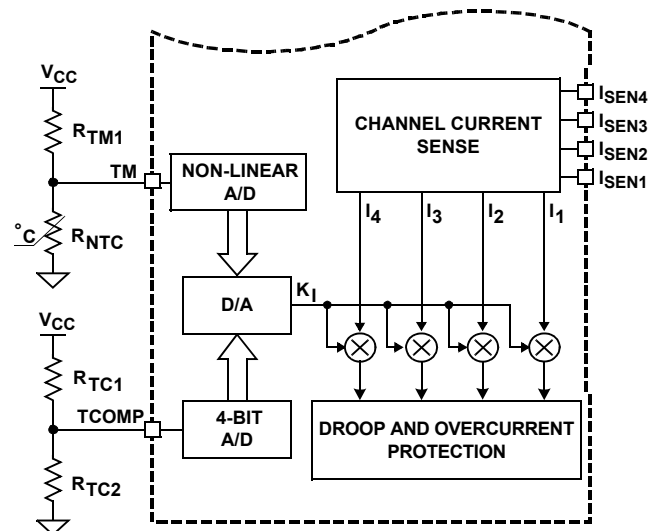 VCC
RTM1
TM
°C
RNTC
NON-LINEAR
A/D
D/A
KI
VCC
RTC1
TCOMP
4-BIT
A/D
RTC2
CHANNEL CURRENT
SENSE
ISEN4
ISEN3
ISEN2
ISEN1
I4
I3
I2
I1
DROOP AND OVERCURRENT
PROTECTION